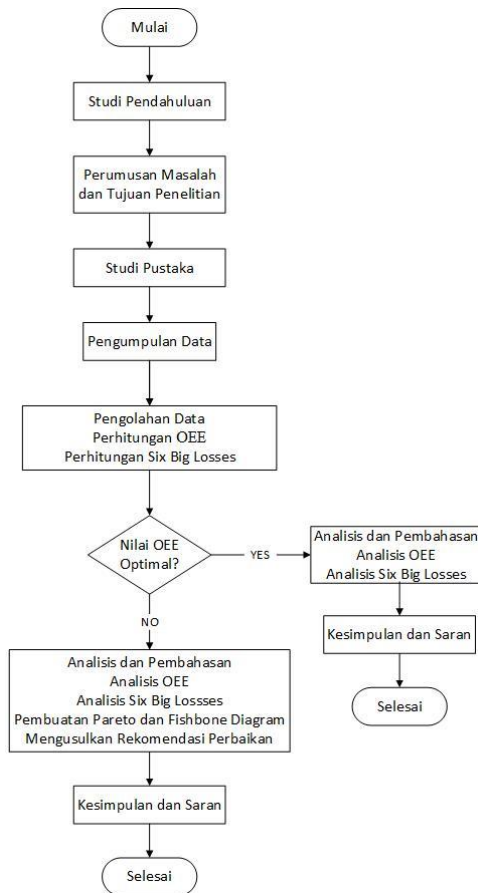 Mulai
Studi Pendahuluan
Perumusan Masalah
dan Tujuan Penelitian
Studi Pustaka
Pengumpulan Data
Pengolahan Data
Perhitungan OEE
Perhitungan Six Big Losses
Nilai OEE
Optimal?
YES
Analisis dan Pembahasan
Analisis OEE
Analisis Six Big Losses
Kesimpulan dan Saran
Selesai
NO
Analisis dan Pembahasan
Analisis OEE
Analisis Six Big Lossses
Pembuatan Pareto dan Fishbone Diagram
Mengusulkan Rekomendasi Perbaikan
Kesimpulan dan Saran
Selesai